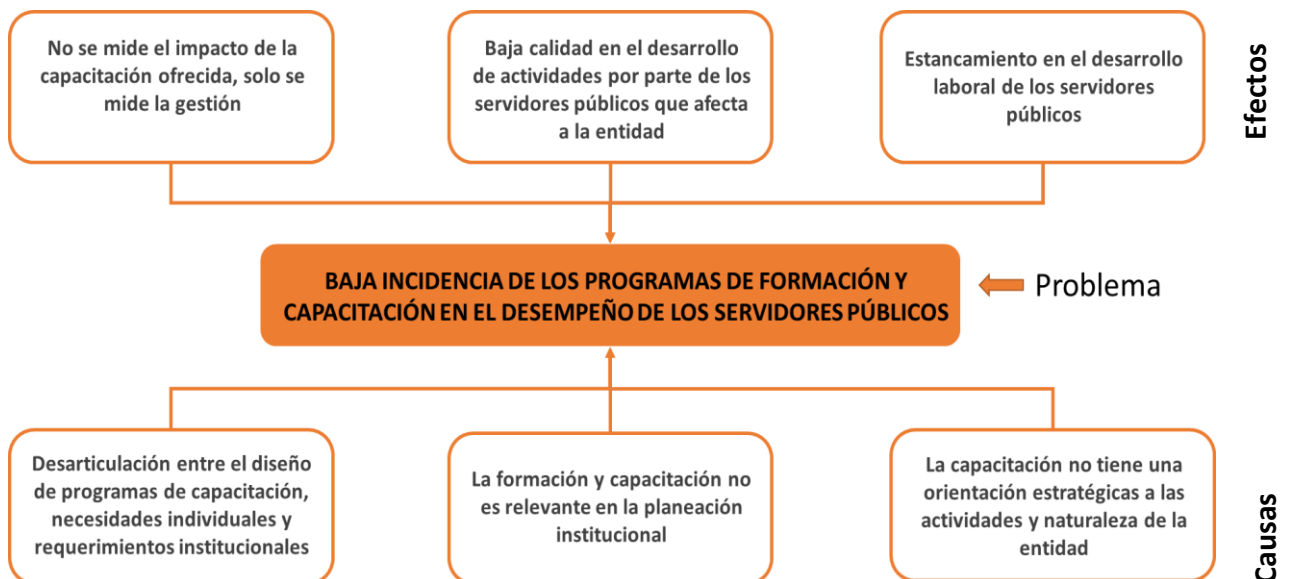 No se mide el impacto de la
capacitación ofrecida, solo se
mide la gestión
Baja calidad en el desarrollo
de actividades por parte de los
servidores públicos que afecta
a la entidad
Estancamiento en el desarrollo
laboral de los servidores
públicos
Efectos
BAJA INCIDENCIA DE LOS PROGRAMAS DE FORMACIÓN Y
CAPACITACIÓN EN EL DESEMPEÑO DE LOS SERVIDORES PÚBLICOS
Problema
Desarticulación entre el diseño
de programas de capacitación,
necesidades individuales y
requerimientos institucionales
La formación y capacitación no
es relevante en la planeación
institucional
La capacitación no tiene una
orientación estratégicas a las
actividades y naturaleza de la
entidad
Causas